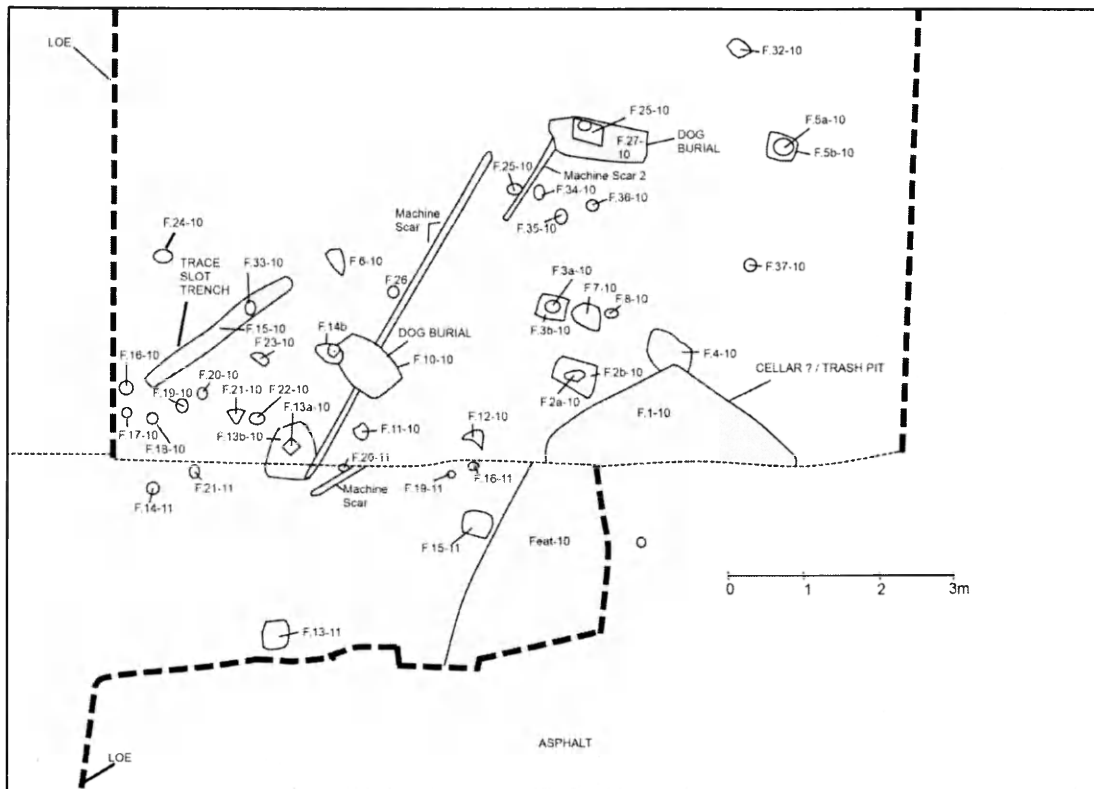 LOE
F.32-10
F.25-10
F.5a-10
F.27-
10
DOG
BURIAL
F.5b-10
F.25-10
Machine Scar 2
F.34-10
F.36-10
F.35-10
Machine
Scar
F.24-10
TRACE
SLOT
TRENCH
F.33-10
F.6-10
F.26
F.3a-10
F.37-10
F.7-10
F.8-10
F.3b-10
F.15-10
F.14b
DOG BURIAL
F.10-10
F.23-10
F.4-10
F.16-10
F.20-10
F.19-10
F.21-10
F.22-10
F.2b-10
F.2a-10
CELLAR ? / TRASH PIT
F.1-10
F.13a-10
F.12-10
F.11-10
F.17-10
F.18-10
F.13b-10
F.20-11
F.21-11
F.19-11
F.16-11
F.14-11
Machine
Scar
F.15-11
Feat-10
0 1 2 3m
F.13-11
ASPHALT
LOE